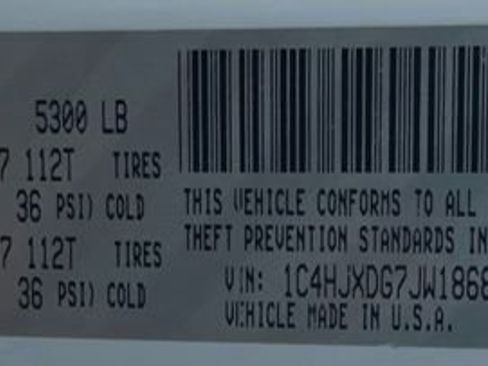 5300 LB
7 112T TIRES
36 PSI) COLD
7 112T TIRES
36 PSI) COLD
THIS VEHICLE CONFORMS TO ALL
THEFT PREVENTION STANDARDS IN
VIN: 1C4HJXDG7JW1868
VEHICLE MADE IN U.S.A.